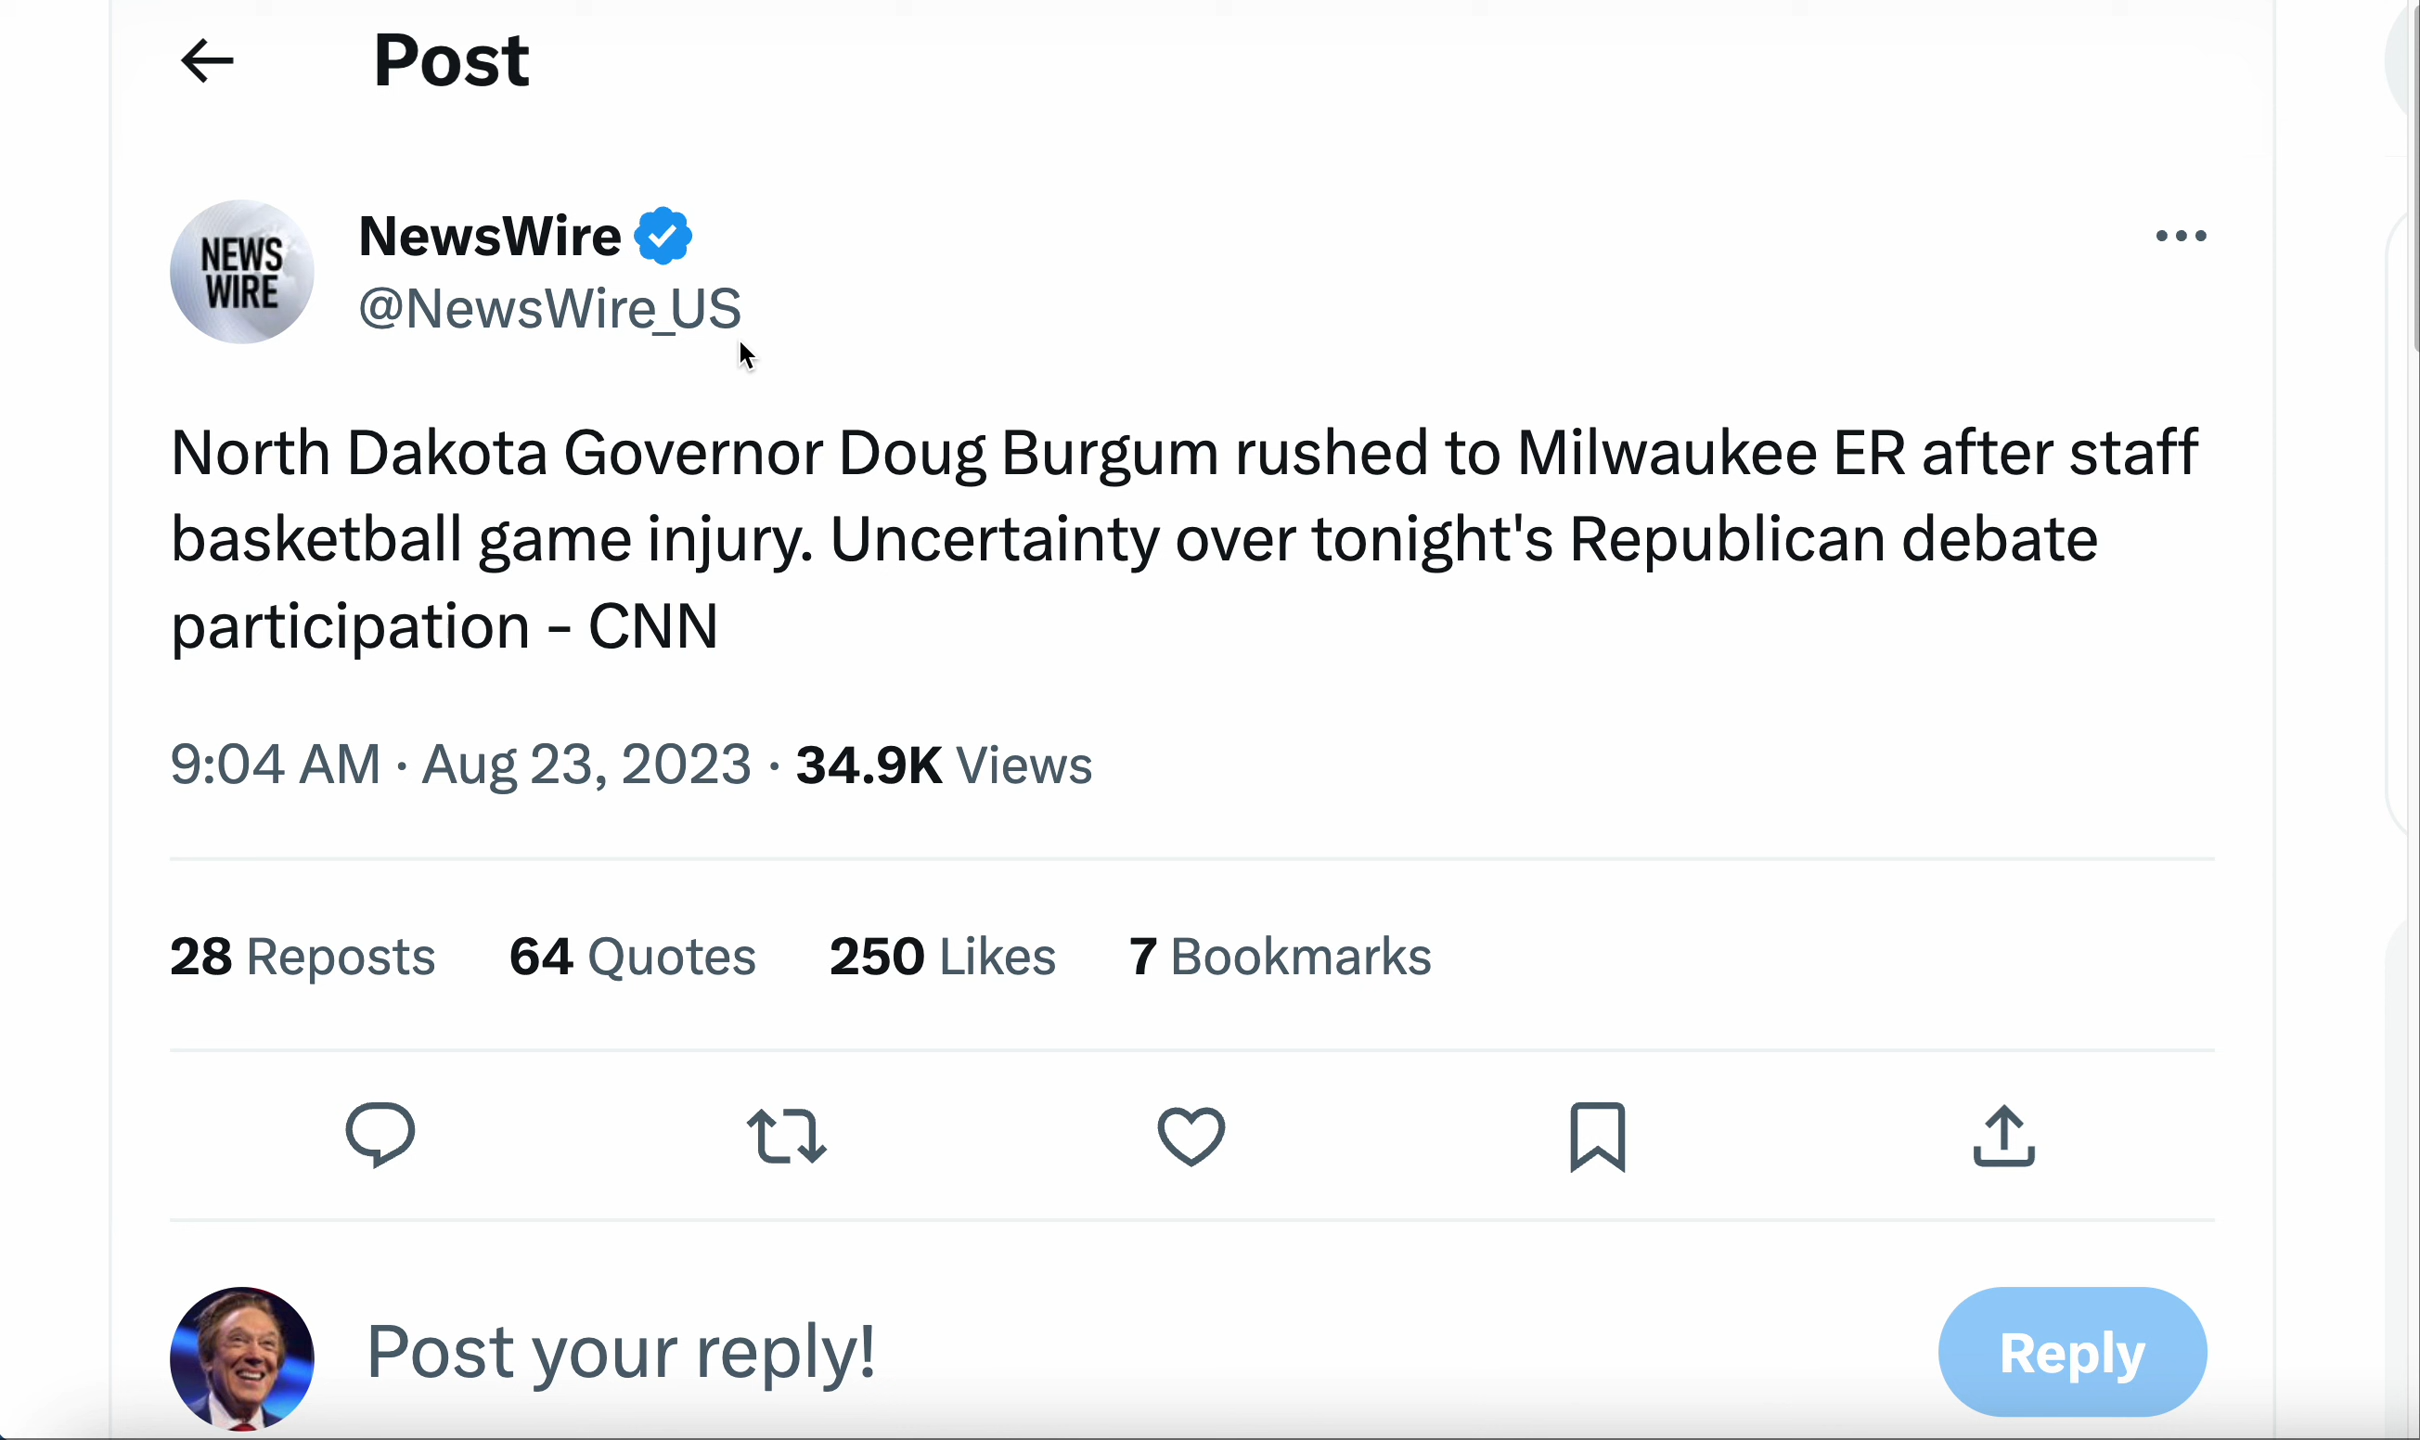 Post
NEWS
WIRE
NewsWire
@NewsWire_US
North Dakota Governor Doug Burgum rushed to Milwaukee ER after staff
basketball game injury. Uncertainty over tonight's Republican debate
participation - CNN
9:04 AM · Aug 23, 2023 · 34.9K Views
28 Reposts 64 Quotes 250 Likes 7 Bookmarks
Post your reply!
Reply